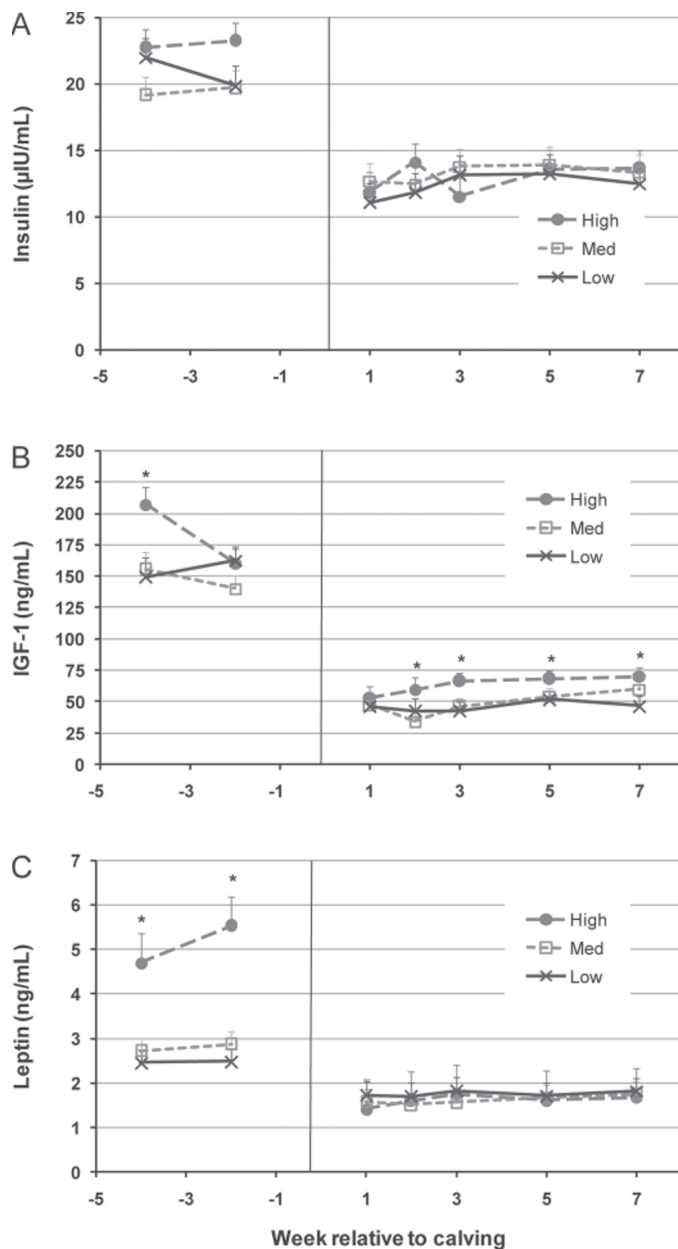 A
25
20
15
10
5
0
Insulin (µIU/mL)
High
Med
Low
-5 -3 -1 1 3 5 7
B
250
225
200
175
150
125
100
75
50
25
0
IGF-1 (ng/mL)
*
* * * *
High
Med
Low
-5 -3 -1 1 3 5 7
C
7
6
5
4
3
2
1
0
Leptin (ng/mL)
* *
High
Med
Low
-5 -3 -1 1 3 5 7
Week relative to calving